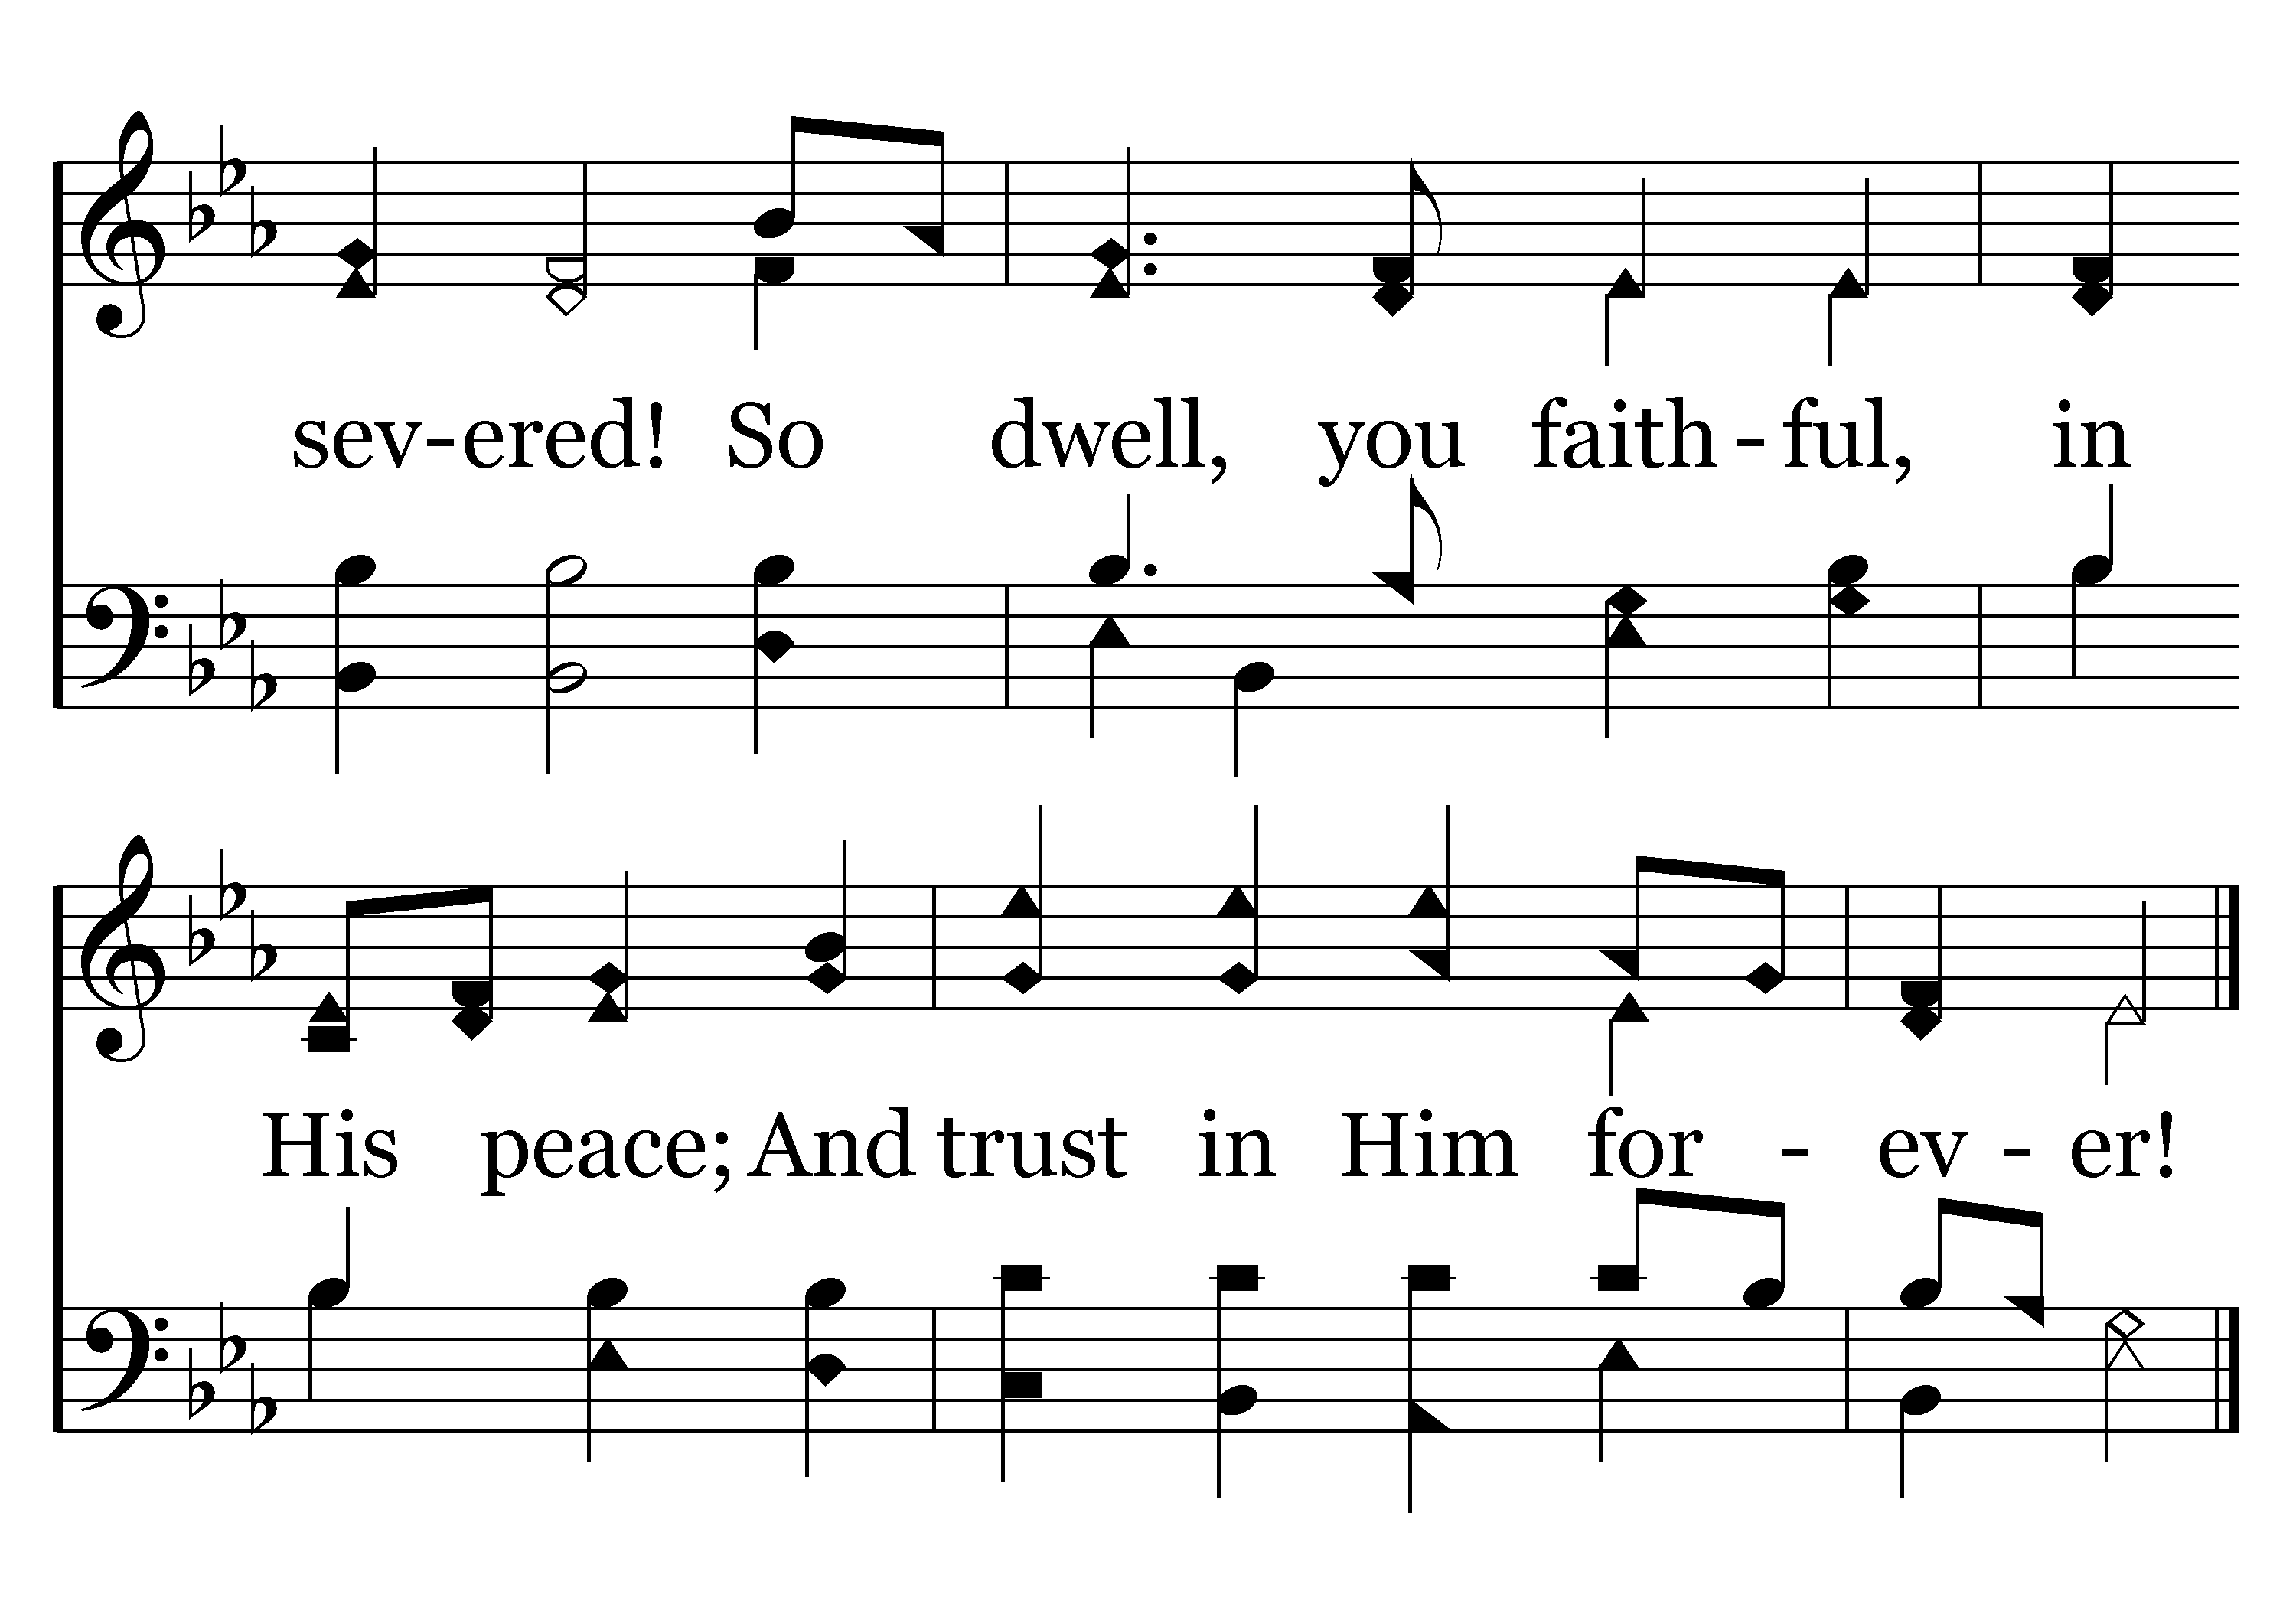 sev-ered! So dwell, you faith-ful, in
His peace; And trust in Him for - ev - er!